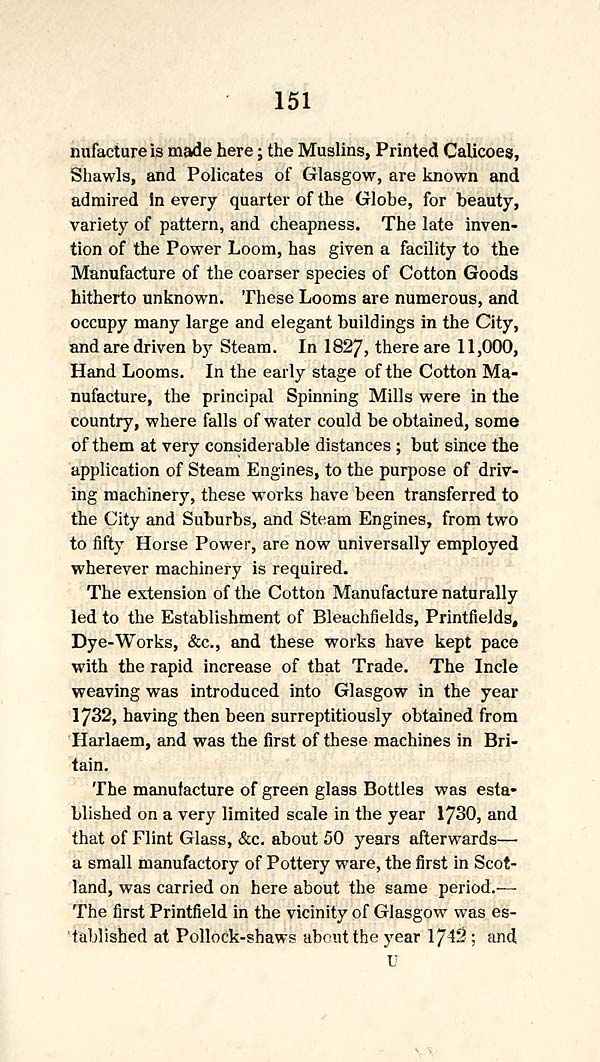 151
nufacture is made here; the Muslins, Printed Calicoes,
Shawls, and Policates of Glasgow, are known and
admired in every quarter of the Globe, for beauty,
variety of pattern, and cheapness. The late inven-
tion of the Power Loom, has given a facility to the
Manufacture of the coarser species of Cotton Goods
hitherto unknown. These Looms are numerous, and
occupy many large and elegant buildings in the City,
and are driven by Steam. In 1827, there are 11,000,
Hand Looms. In the early stage of the Cotton Ma-
nufacture, the principal Spinning Mills were in the
country, where falls of water could be obtained, some
of them at very considerable distances; but since the
application of Steam Engines, to the purpose of driv-
ing machinery, these works have been transferred to
the City and Suburbs, and Steam Engines, from two
to fifty Horse Power, are now universally employed
wherever machinery is required.
The extension of the Cotton Manufacture naturally
led to the Establishment of Bleachfields, Printfields,
Dye-Works, &c., and these works have kept pace
with the rapid increase of that Trade. The Incle
weaving was introduced into Glasgow in the year
1732, having then been surreptitiously obtained from
Harlaem, and was the first of these machines in Bri-
tain.
The manufacture of green glass Bottles was esta-
blished on a very limited scale in the year 1730, and
that of Flint Glass, &c. about 50 years afterwards—
a small manufactory of Pottery ware, the first in Scot-
land, was carried on here about the same period.—
The first Printfield in the vicinity of Glasgow was es-
tablished at Pollock-shaws about the year 1742; and
U